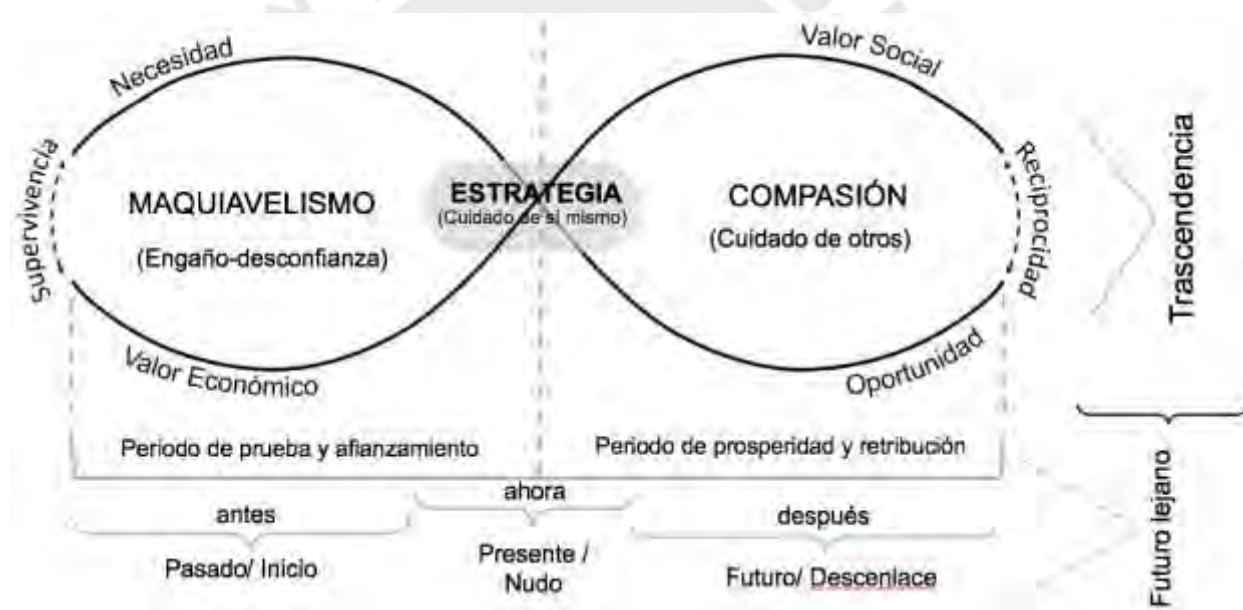 Necesidad
Valor Social
Supervivencia
MAQUIAVELISMO
(Engaño-desconfianza)
ESTRATEGIA
(Cuidado de sí mismo)
COMPASIÓN
(Cuidado de otros)
Reciprocidad
Trascendencia
Valor Económico
Oportunidad
Periodo de prueba y afianzamiento
Periodo de prosperidad y retribución
antes
ahora
después
Pasado/ Inicio
Presente /
Nudo
Futuro/ Descenlace
Futuro lejano